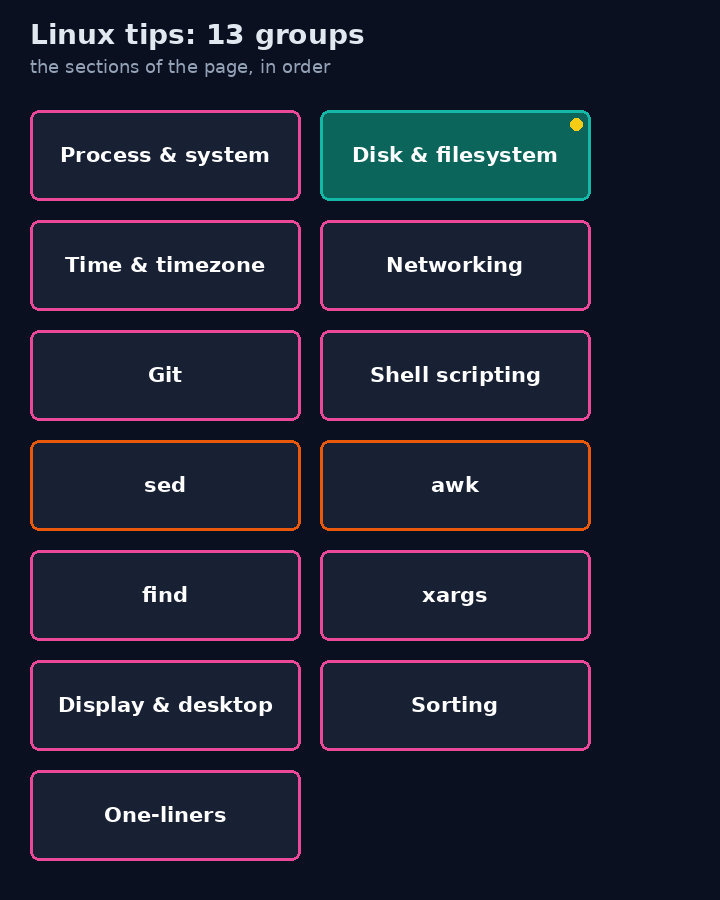 Linux tips: 13 groups
the sections of the page, in order
Process & system
Disk & filesystem
Time & timezone
Networking
Git
Shell scripting
sed
awk
find
xargs
Display & desktop
Sorting
One-liners